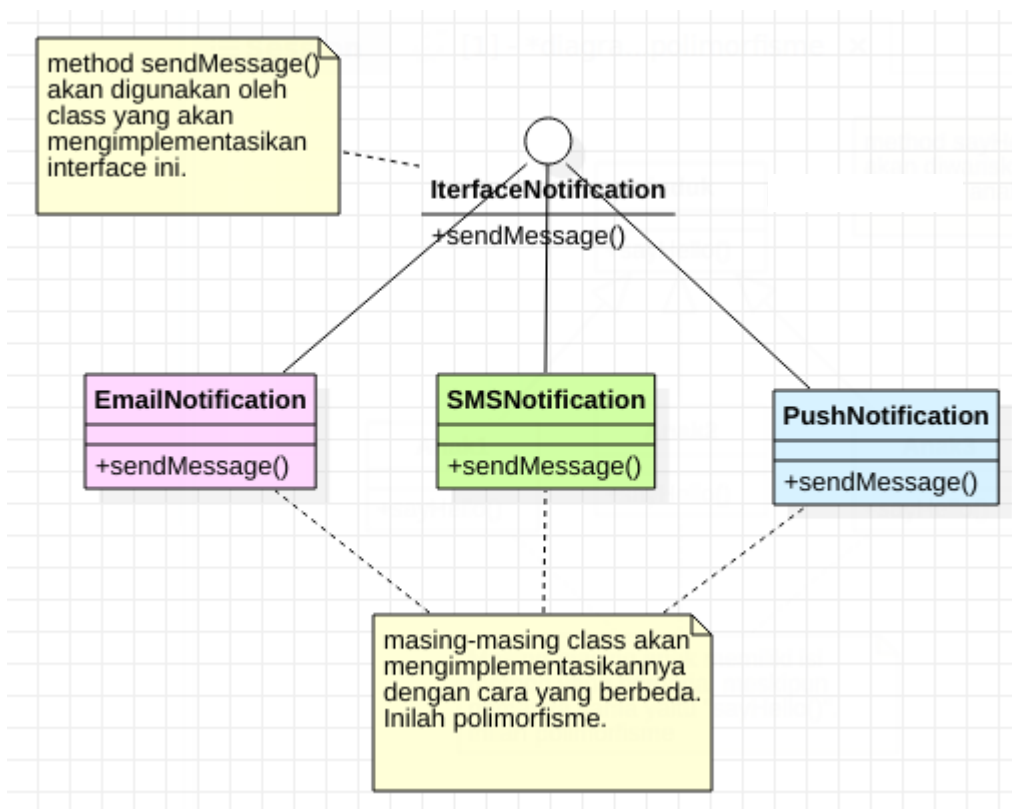 method sendMessage()
akan digunakan oleh
class yang akan
mengimplementasikan
interface ini.
IterfaceNotification
+sendMessage()
EmailNotification
+sendMessage()
SMSNotification
+sendMessage()
PushNotification
+sendMessage()
masing-masing class akan
mengimplementasikannya
dengan cara yang berbeda.
Inilah polimorfisme.